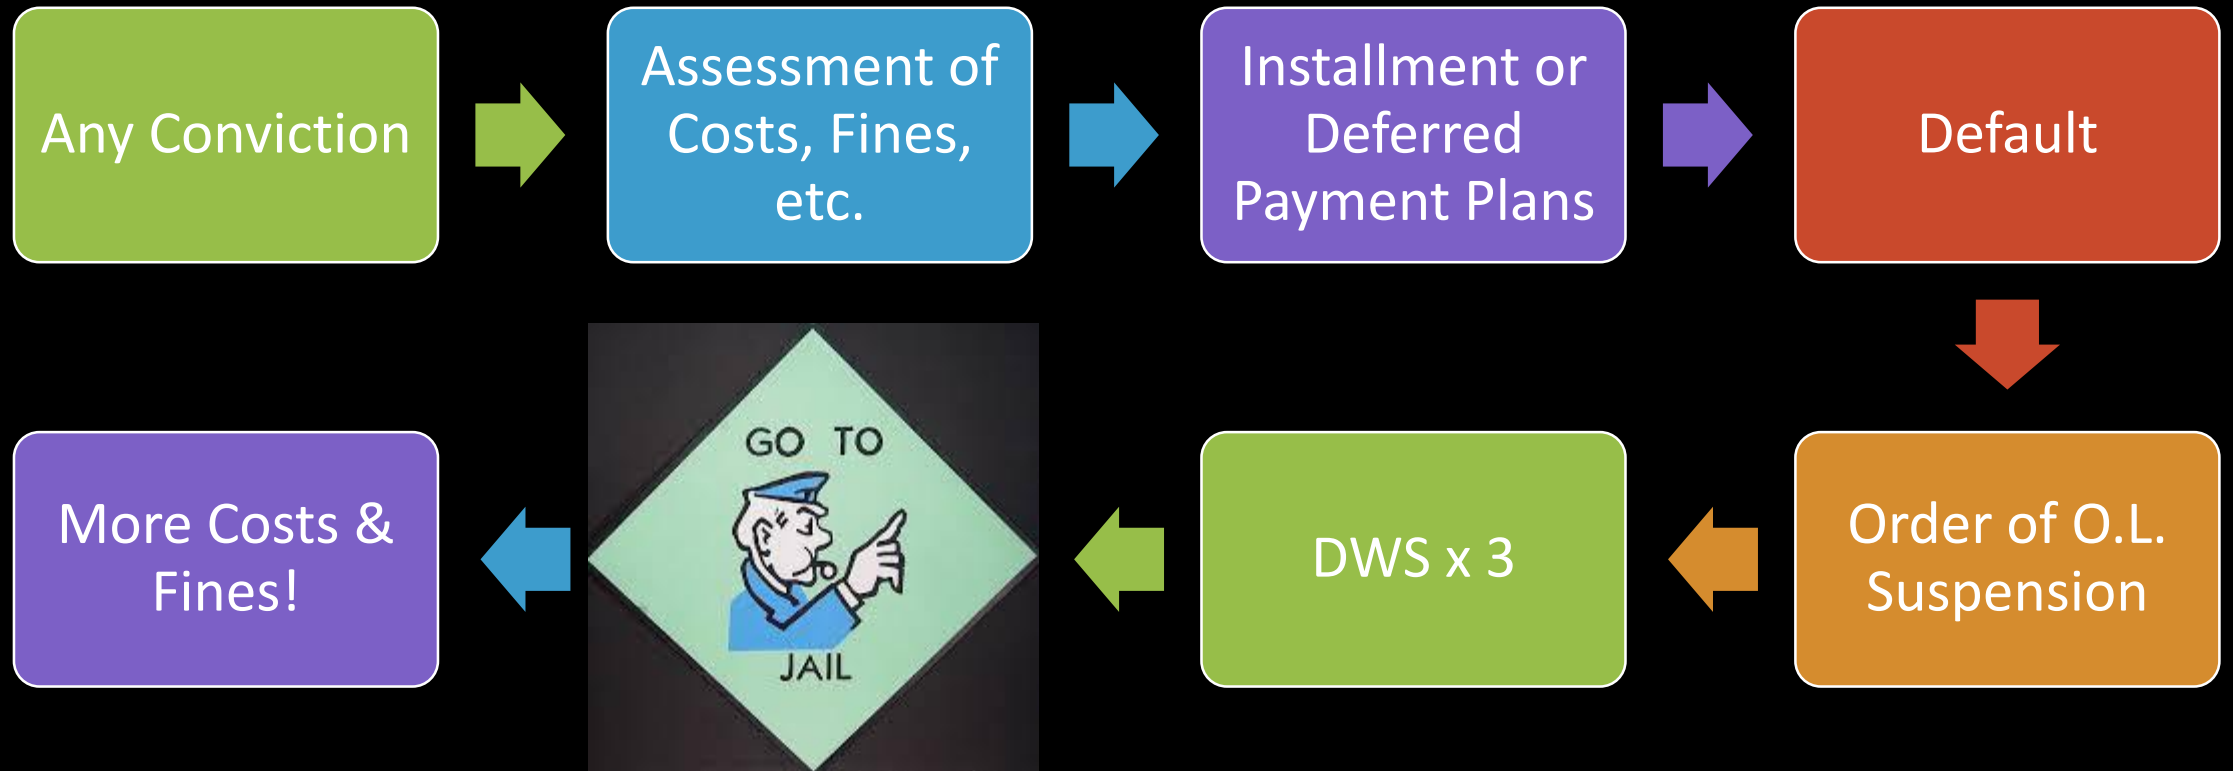 Any Conviction
Assessment of
Costs, Fines,
etc.
Installment or
Deferred
Payment Plans
Default
Order of O.L.
Suspension
DWS x 3
GO TO
JAIL
More Costs &
Fines!